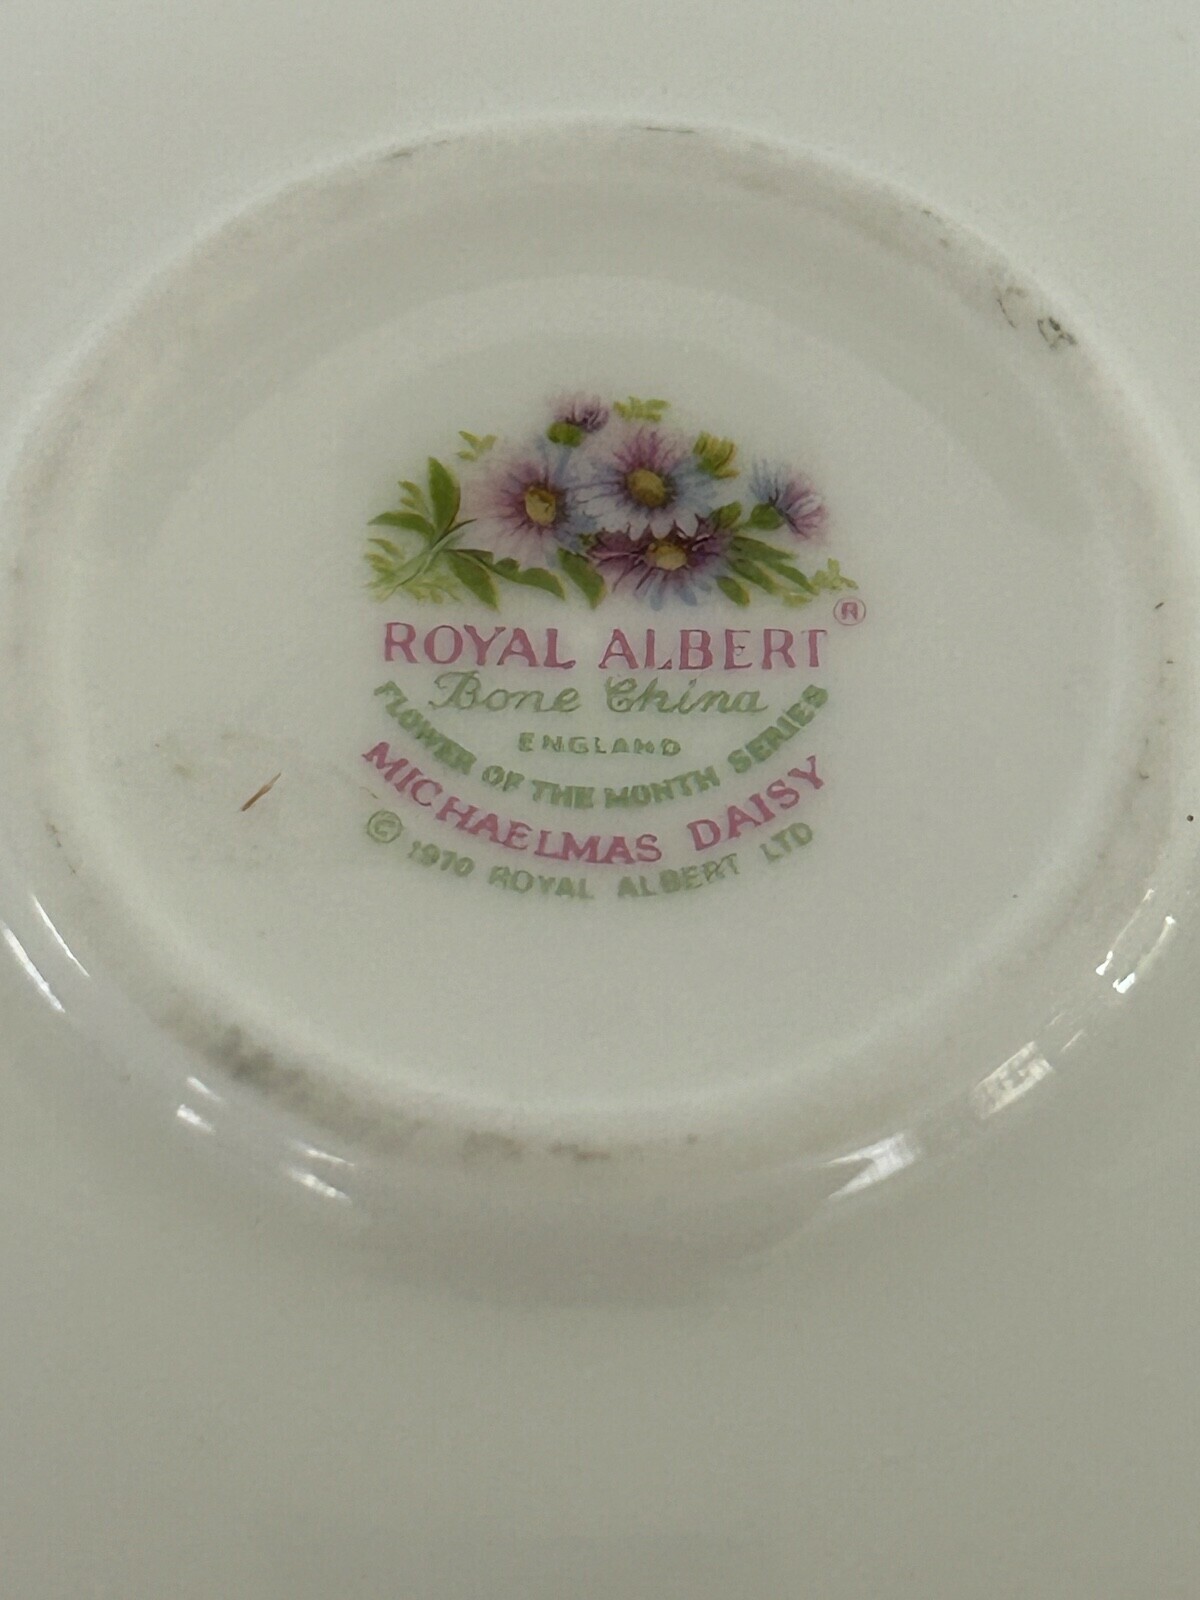 ROYAL ALBERT ®
Bone China
ENGLAND
FLOWER OF THE MONTH SERIES
MICHAELMAS DAISY
© 1970 ROYAL ALBERT LTD